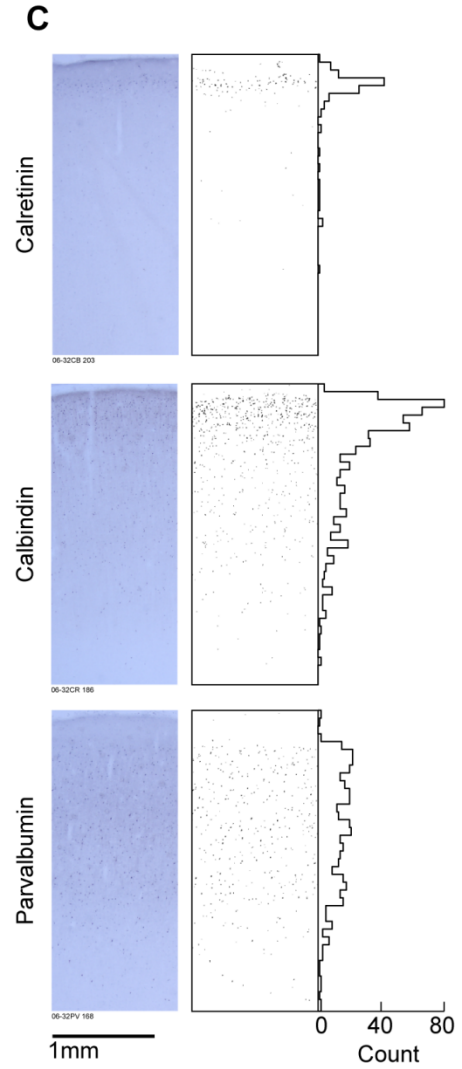 C
Calretinin
06-32CB 203
Calbindin
06-32CR 186
Parvalbumin
06-32PV 168
1mm
0 40 80
Count